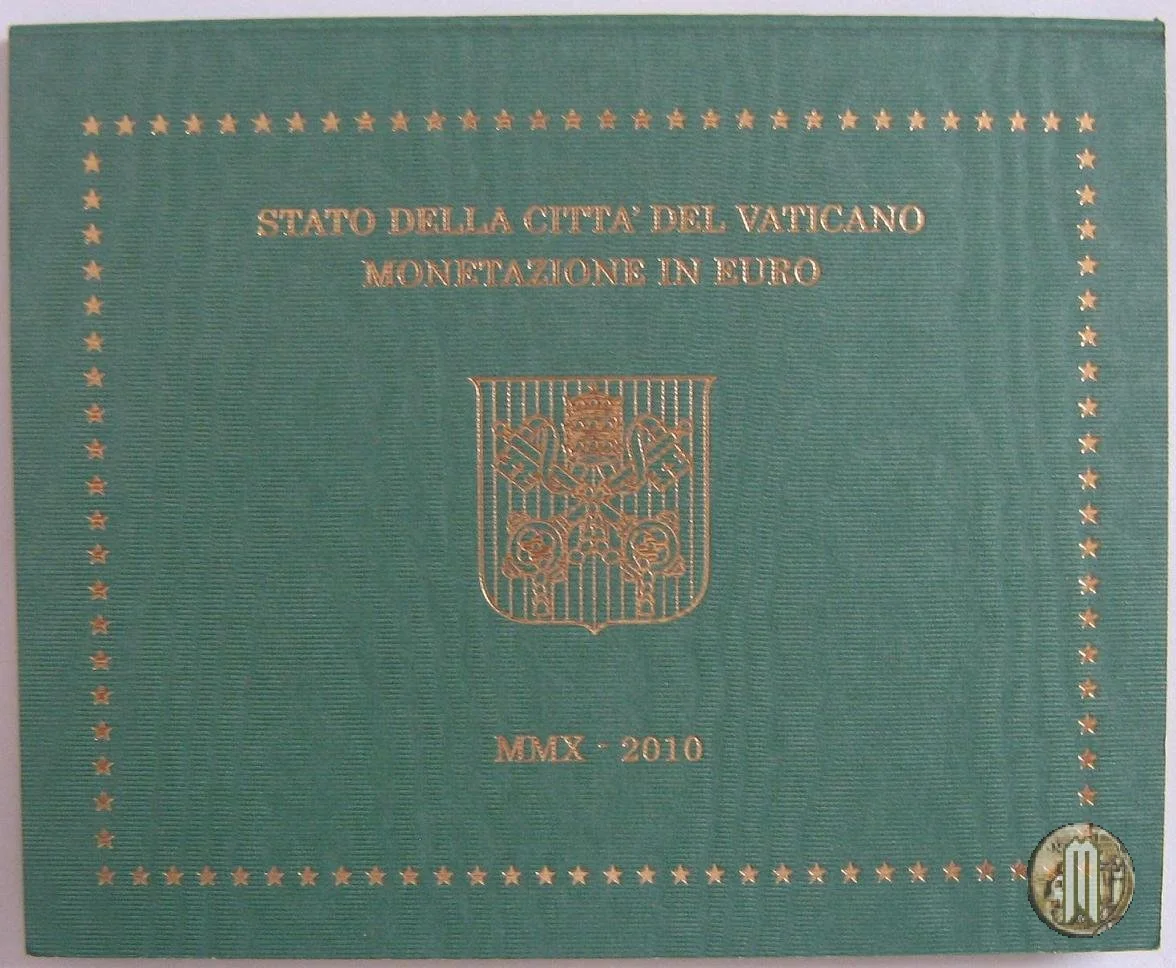 STATO DELLA CITTA' DEL VATICANO
MONETAZIONE IN EURO
MMX - 2010